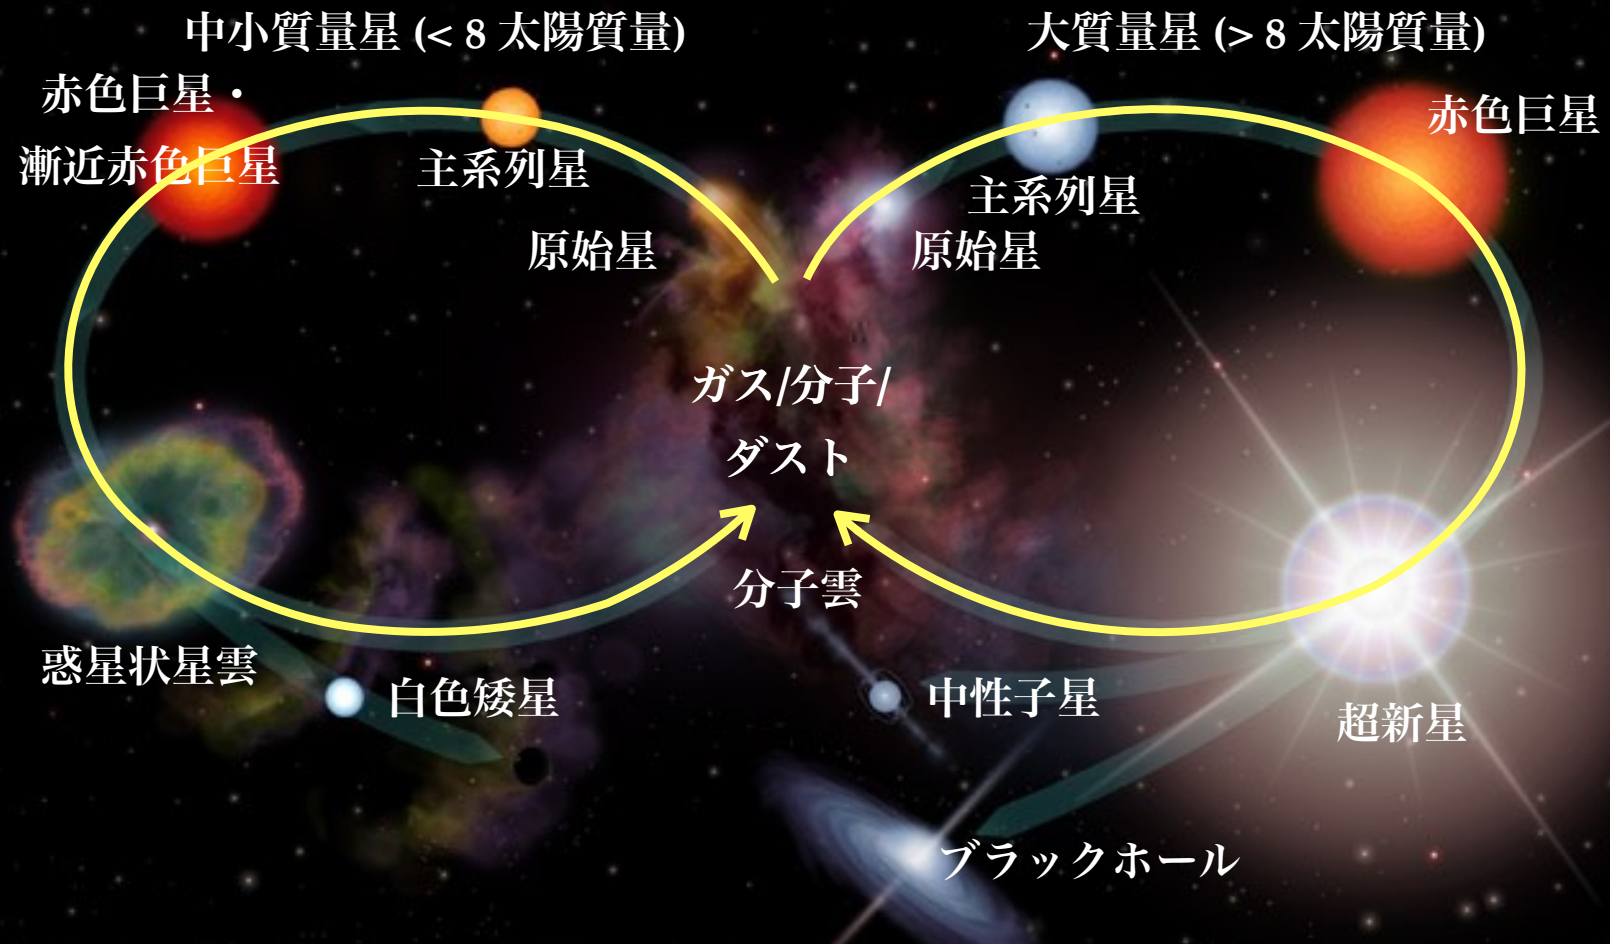 中小質量星 (< 8 太陽質量)
大質量星 (> 8 太陽質量)
赤色巨星・
漸近赤色巨星
主系列星
原始星
主系列星
原始星
赤色巨星
ガス/分子/
ダスト
分子雲
惑星状星雲
白色矮星
中性子星
超新星
ブラックホール